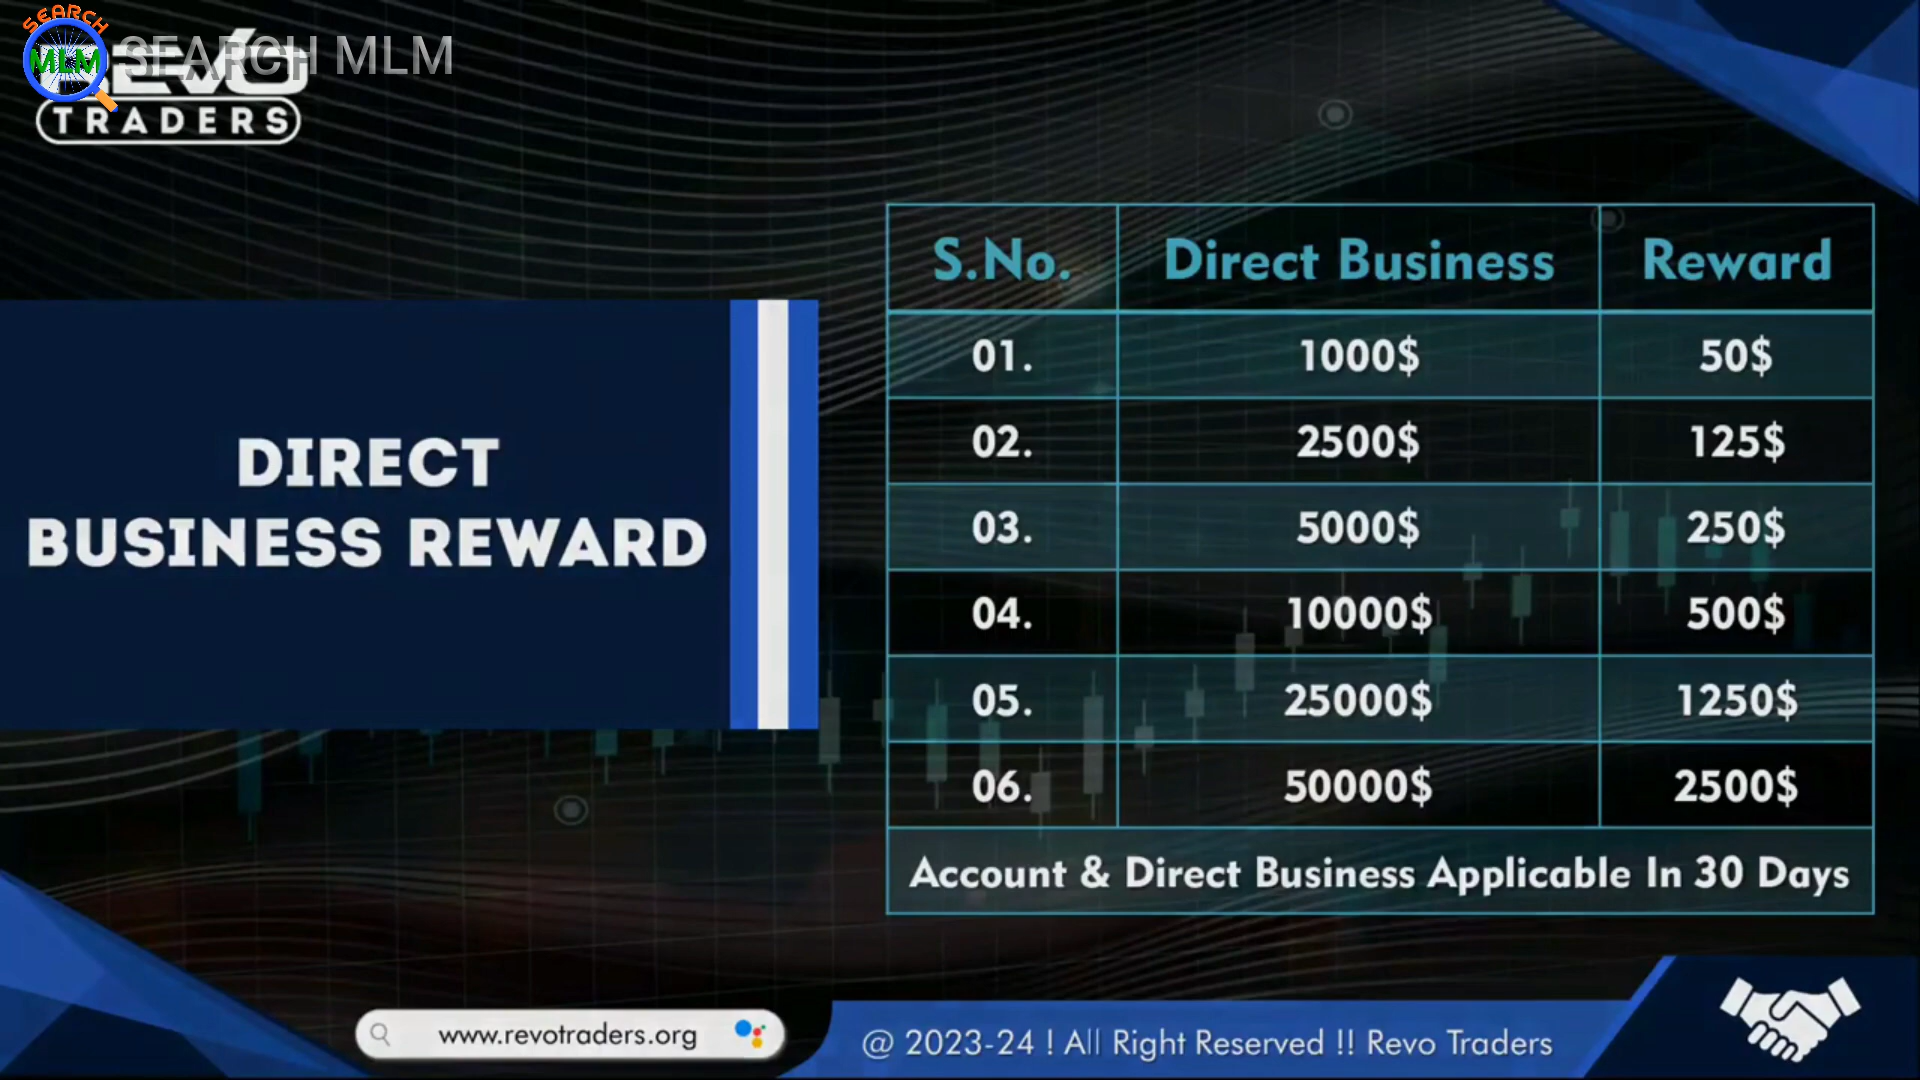 SEARCH
MLM
SEARCH MLM
REVO
TRADERS
DIRECT
BUSINESS REWARD
S.No. Direct Business Reward
01. 1000$ 50$
02. 2500$ 125$
03. 5000$ 250$
04. 10000$ 500$
05. 25000$ 1250$
06. 50000$ 2500$
Account & Direct Business Applicable In 30 Days
www.revotraders.org
@ 2023-24 ! All Right Reserved !! Revo Traders